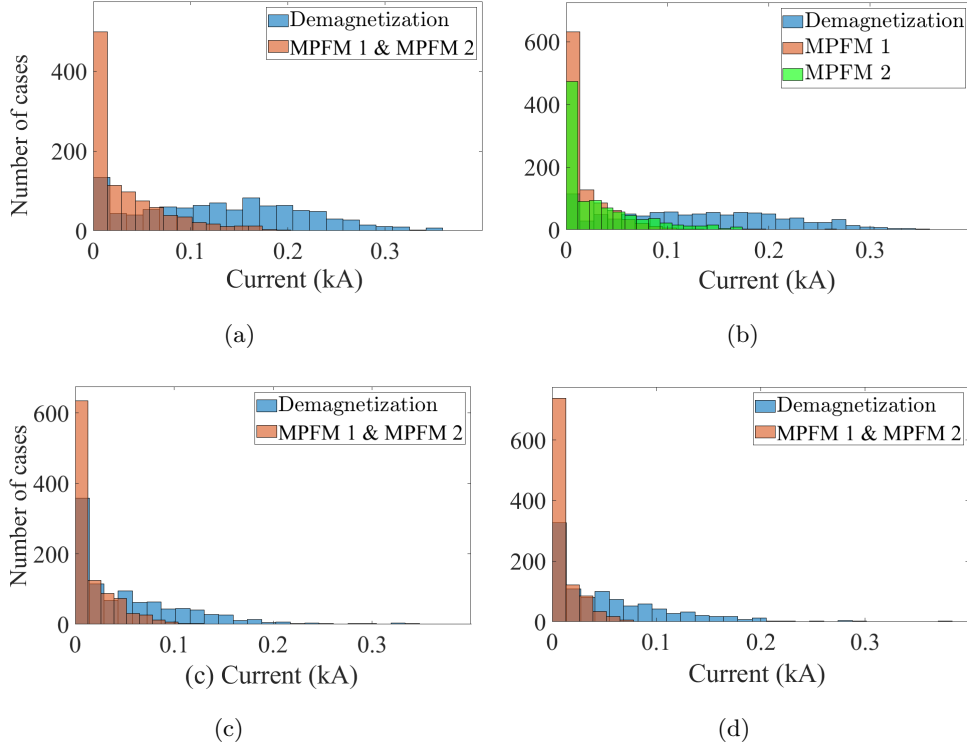 Demagnetization
MPFM 1 & MPFM 2
Number of cases
400
200
0
0 0.1 0.2 0.3
Current (kA)
(a)
Demagnetization
MPFM 1
MPFM 2
600
400
200
0
0 0.1 0.2 0.3
Current (kA)
(b)
Demagnetization
MPFM 1 & MPFM 2
Number of cases
600
400
200
0
0 0.1 0.2 0.3
(c) Current (kA)
(c)
Demagnetization
MPFM 1 & MPFM 2
600
400
200
0
0 0.1 0.2 0.3
Current (kA)
(d)